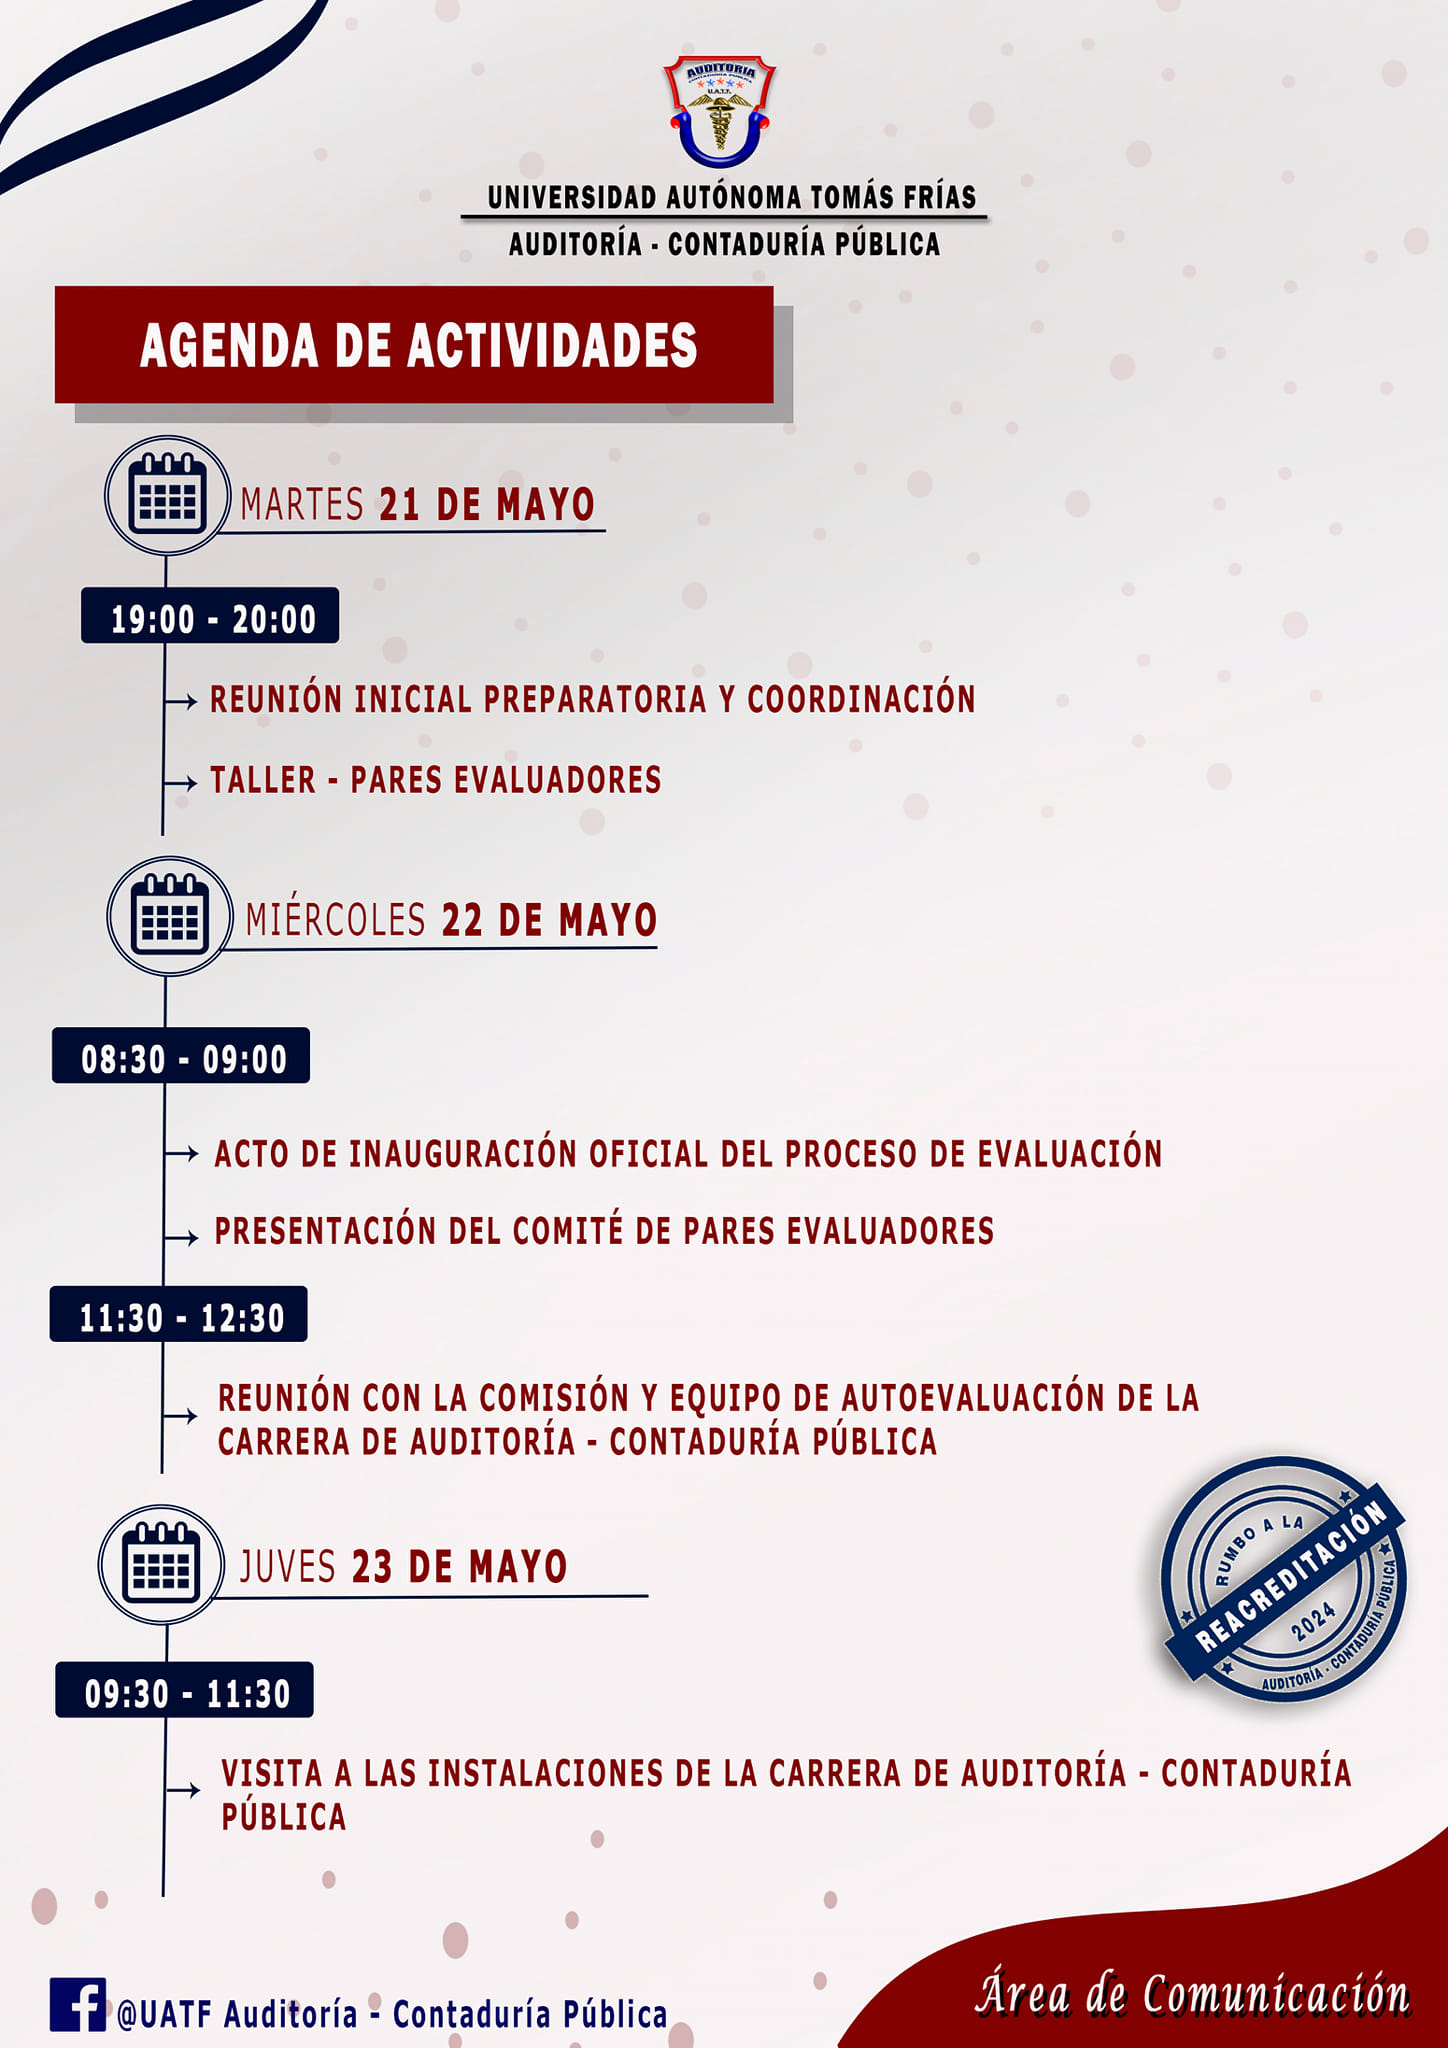 AUDITORIA
CONTADURIA PUBLICA
U.A.T.F.
UNIVERSIDAD AUTÓNOMA TOMÁS FRÍAS
AUDITORÍA - CONTADURÍA PÚBLICA
AGENDA DE ACTIVIDADES
MARTES 21 DE MAYO
19:00 - 20:00
REUNIÓN INICIAL PREPARATORIA Y COORDINACIÓN
TALLER - PARES EVALUADORES
MIÉRCOLES 22 DE MAYO
08:30 - 09:00
ACTO DE INAUGURACIÓN OFICIAL DEL PROCESO DE EVALUACIÓN
PRESENTACIÓN DEL COMITÉ DE PARES EVALUADORES
11:30 - 12:30
REUNIÓN CON LA COMISIÓN Y EQUIPO DE AUTOEVALUACIÓN DE LA
CARRERA DE AUDITORÍA - CONTADURÍA PÚBLICA
JUVES 23 DE MAYO
09:30 - 11:30
VISITA A LAS INSTALACIONES DE LA CARRERA DE AUDITORÍA - CONTADURÍA
PÚBLICA
RUMBO A LA
REACREDITACIÓN
2024
AUDITORÍA - CONTADURÍA PÚBLICA
@UATF Auditoría - Contaduría Pública
Área de Comunicación